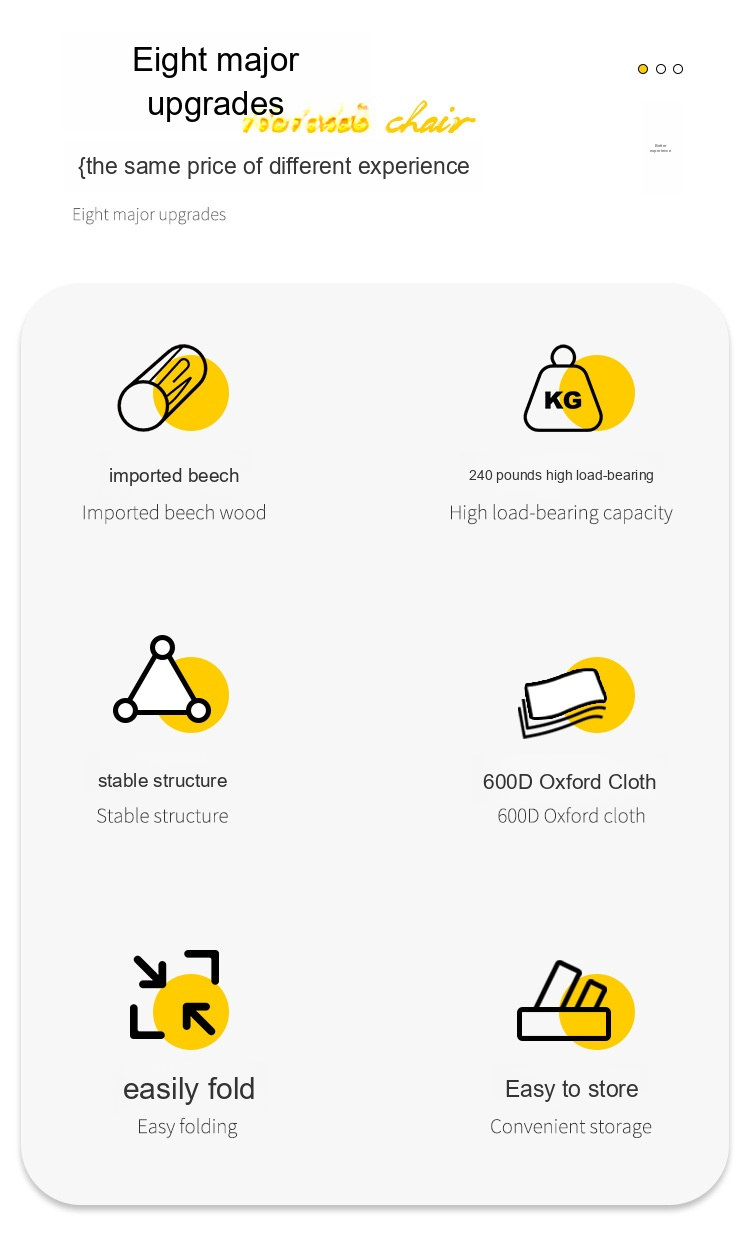 Eight major
upgrades
chair
{the same price of different experience
Better
experience
Eight major upgrades
KG
imported beech
240 pounds high load-bearing
Imported beech wood
High load-bearing capacity
stable structure
600D Oxford Cloth
Stable structure
600D Oxford cloth
easily fold
Easy to store
Easy folding
Convenient storage